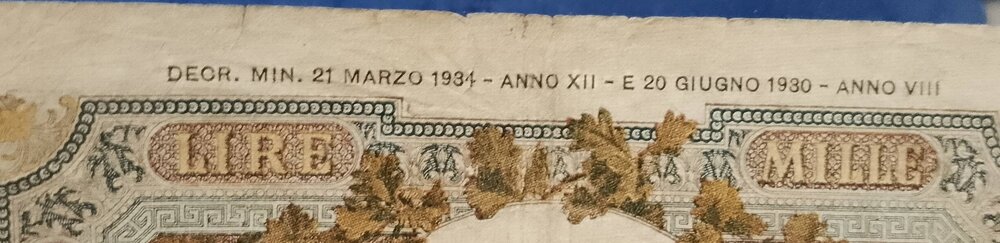 DECR. MIN. 21 MARZO 1934 - ANNO XII - E 20 GIUGNO 1930 - ANNO VIII
LIRE MILLE